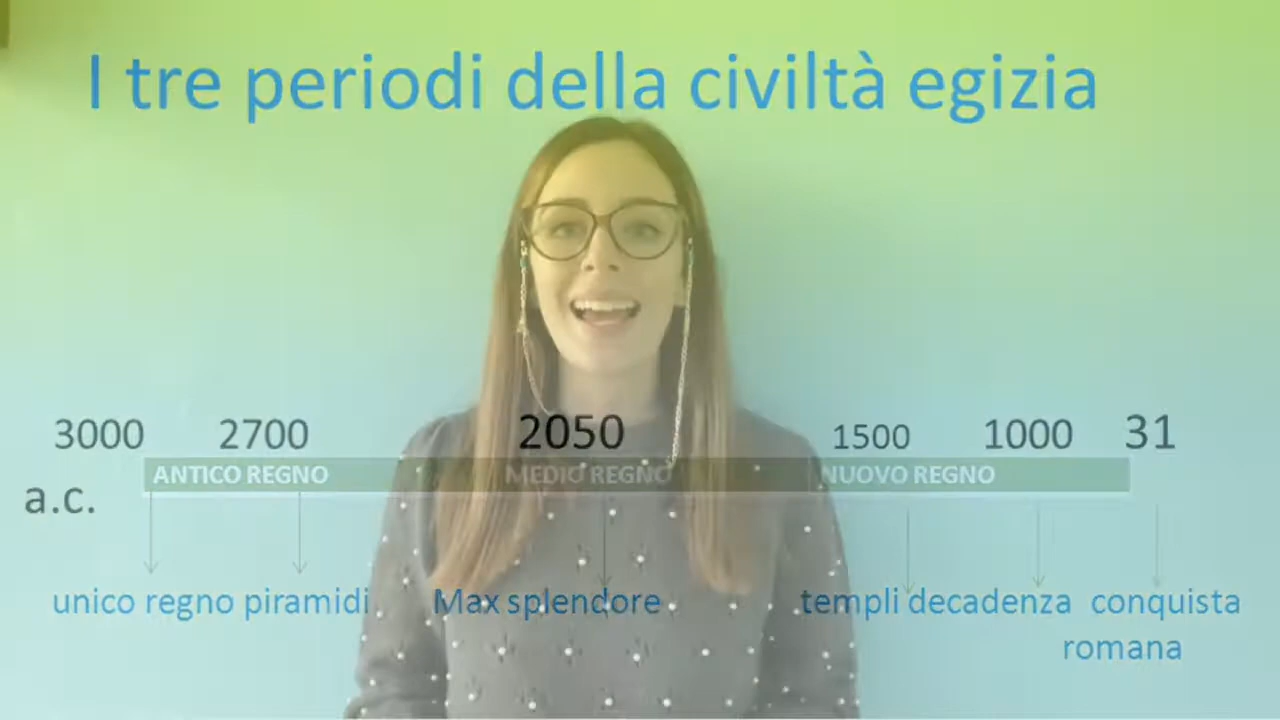 I tre periodi della civiltà egizia
3000 2700 2050 1500 1000 31
ANTICO REGNO MEDIO REGNO NUOVO REGNO
a.c.
unico regno piramidi Max splendore templi decadenza conquista
romana